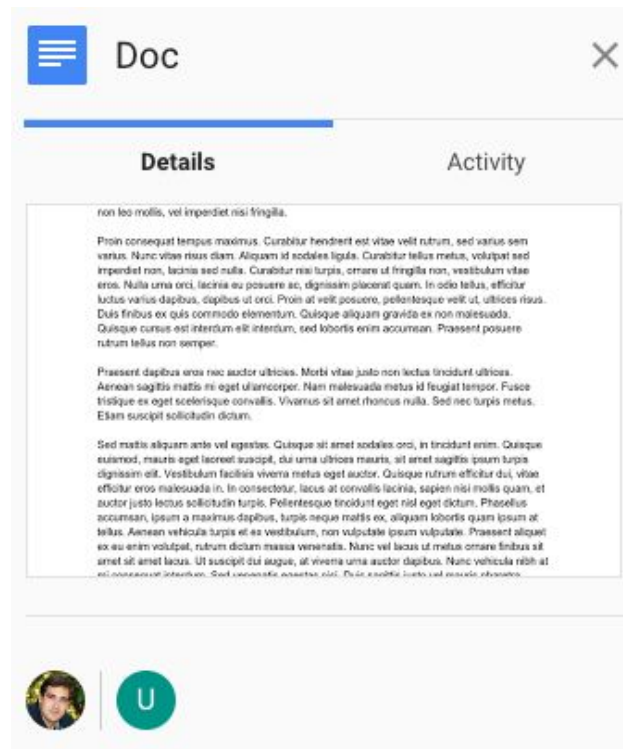 Doc
Details
Activity
non leo mollis, vel imperdiet nisi fringilla.
Proin consequat tempus maximus. Curabitur hendrerit est vitae velit rutrum, sed varius sem
varius. Nunc vitae risus diam. Aliquam id sodales ligula. Curabitur tellus metus, volutpat sed
imperdiet non, lacinia sed nulla. Curabitur nisi turpis, ornare ut fringilla non, vestibulum vitae
eros. Nulla urna orci, lacinia eu posuere ac, dignissim placerat quam. In odio tellus, efficitur
luctus varius dapibus, dapibus ut orci. Proin at velit posuere, pellentesque velit ut, ultrices risus.
Duis finibus ex quis commodo elementum. Quisque aliquam gravida ex non malesuada.
Quisque cursus est interdum elit interdum, sed lobortis enim accumsan. Praesent posuere
rutrum tellus non semper.
Praesent dapibus eros nec auctor ultricies. Morbi vitae justo non lectus tincidunt ultrices.
Aenean sagittis mattis mi eget ullamcorper. Nam malesuada metus id feugiat tempor. Fusce
tristique ex eget scelerisque convallis. Vivamus sit amet rhoncus nulla. Sed nec turpis metus.
Etiam suscipit sollicitudin dictum.
Sed mattis aliquam ante vel egestas. Quisque sit amet sodales orci, in tincidunt enim. Quisque
euismod, mauris eget laoreet suscipit, dui urna ultrices mauris, sit amet sagittis ipsum turpis
dignissim elit. Vestibulum facilisis viverra metus eget auctor. Quisque rutrum efficitur dui, vitae
efficitur eros malesuada in. In consectetur, lacus at convallis lacinia, sapien nisi mollis quam, et
auctor justo lectus sollicitudin turpis. Pellentesque tincidunt eget nisl eget dictum. Phasellus
accumsan, ipsum a maximus dapibus, turpis neque mattis ex, aliquam lobortis quam ipsum at
tellus. Aenean vehicula turpis et ex vestibulum, non vulputate ipsum vulputate. Praesent aliquet
ex eu enim volutpat, rutrum dictum massa venenatis. Nunc vel lacus ut metus ornare finibus sit
amet sit amet lacus. Ut suscipit dui augue, at viverra urna auctor dapibus. Nunc vehicula nibh at
mi consequat interdum. Sed venenatis egestas nisi. Duis sagittis justo vel mauris pharetra
U